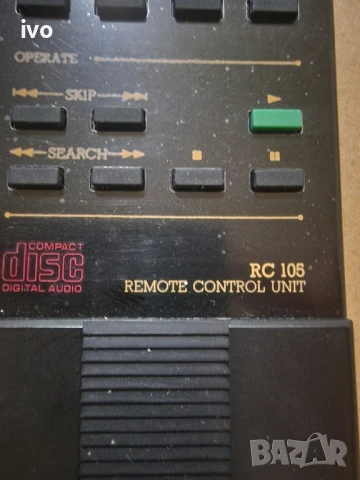 ivo
OPERATE
SKIP
SEARCH
COMPACT
disc
DIGITAL AUDIO
RC 105
REMOTE CONTROL UNIT
BAZAR